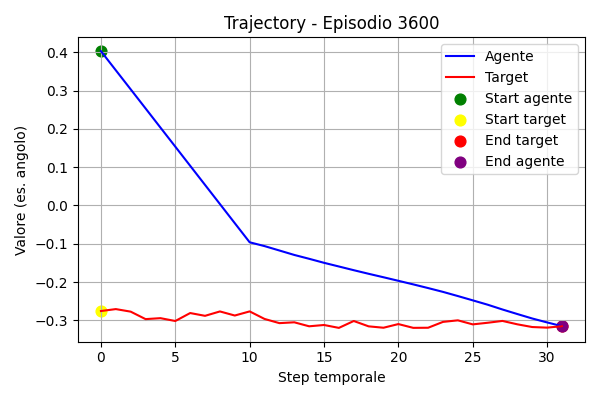 Trajectory - Episodio 3600
Agente
Target
Start agente
Start target
End target
End agente
Valore (es. angolo)
0.4
0.3
0.2
0.1
0.0
−0.1
−0.2
−0.3
0 5 10 15 20 25 30
Step temporale